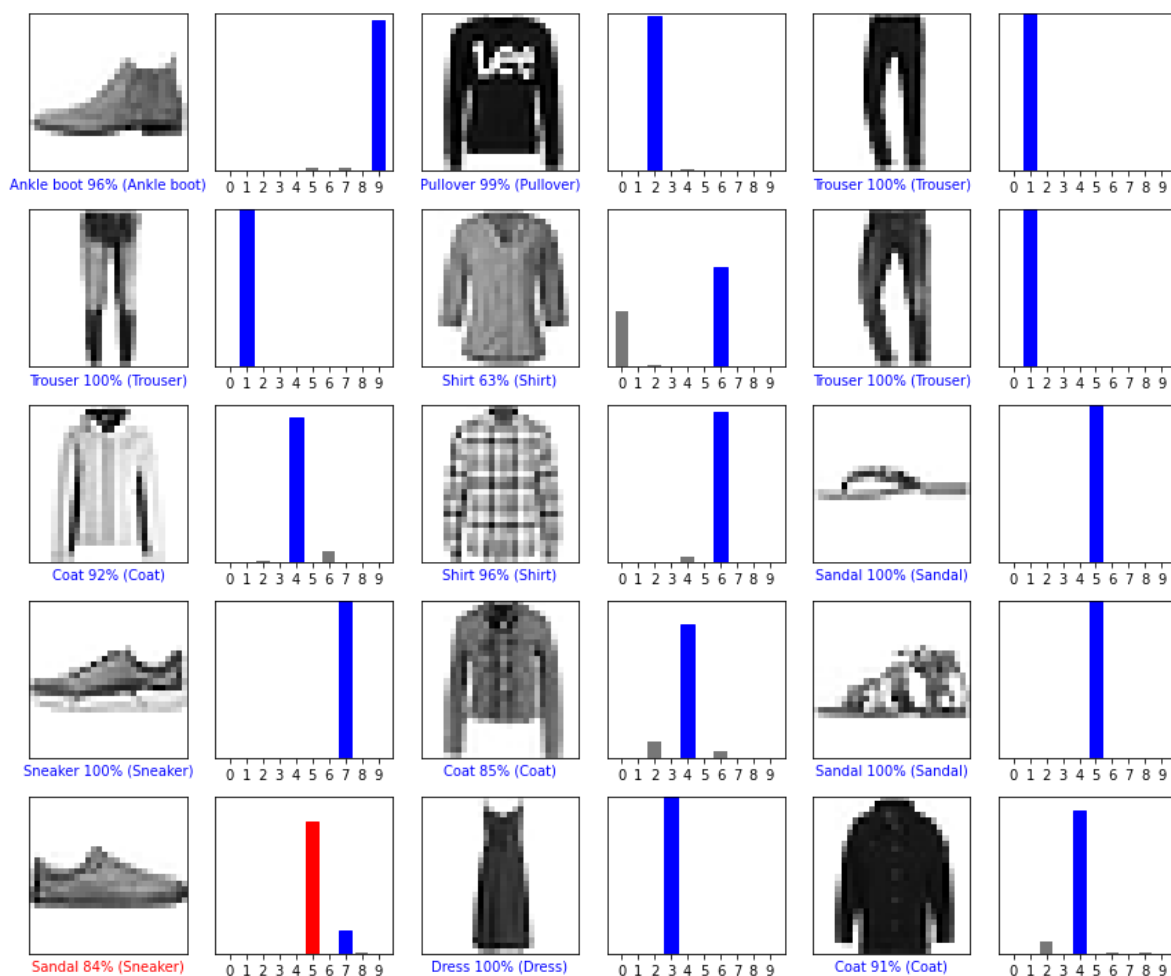 Lee
Ankle boot 96% (Ankle boot)
0 1 2 3 4 5 6 7 8 9
Pullover 99% (Pullover)
0 1 2 3 4 5 6 7 8 9
Trouser 100% (Trouser)
0 1 2 3 4 5 6 7 8 9
Trouser 100% (Trouser)
0 1 2 3 4 5 6 7 8 9
Shirt 63% (Shirt)
0 1 2 3 4 5 6 7 8 9
Trouser 100% (Trouser)
0 1 2 3 4 5 6 7 8 9
Coat 92% (Coat)
0 1 2 3 4 5 6 7 8 9
Shirt 96% (Shirt)
0 1 2 3 4 5 6 7 8 9
Sandal 100% (Sandal)
0 1 2 3 4 5 6 7 8 9
Sneaker 100% (Sneaker)
0 1 2 3 4 5 6 7 8 9
Coat 85% (Coat)
0 1 2 3 4 5 6 7 8 9
Sandal 100% (Sandal)
0 1 2 3 4 5 6 7 8 9
Sandal 84% (Sneaker)
0 1 2 3 4 5 6 7 8 9
Dress 100% (Dress)
0 1 2 3 4 5 6 7 8 9
Coat 91% (Coat)
0 1 2 3 4 5 6 7 8 9